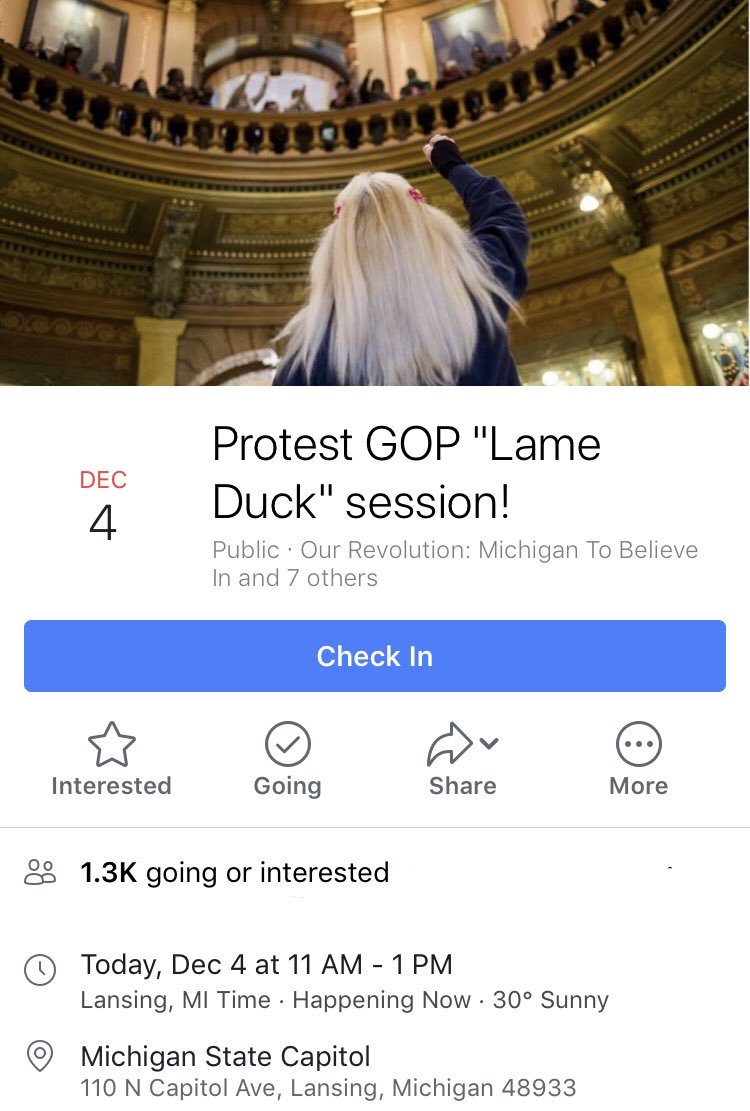 DEC
4
Protest GOP "Lame
Duck" session!
Public · Our Revolution: Michigan To Believe
In and 7 others
Check In
Interested
Going
Share
More
1.3K going or interested
Today, Dec 4 at 11 AM - 1 PM
Lansing, MI Time · Happening Now · 30° Sunny
Michigan State Capitol
110 N Capitol Ave, Lansing, Michigan 48933